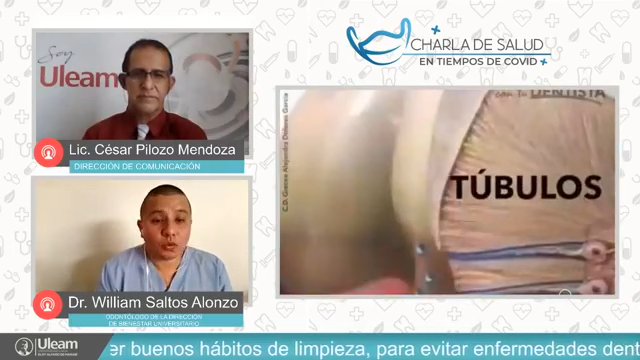 Soy
Uleam
Lic. César Pilozo Mendoza
DIRECCIÓN DE COMUNICACIÓN
Dr. William Saltos Alonzo
ODONTÓLOGO DE LA DIRECCIÓN
DE BIENESTAR UNIVERSITARIO
CHARLA DE SALUD
EN TIEMPOS DE COVID
DENTISTA
TÚBULOS
Uleam
er buenos hábitos de limpieza, para evitar enfermedades dent